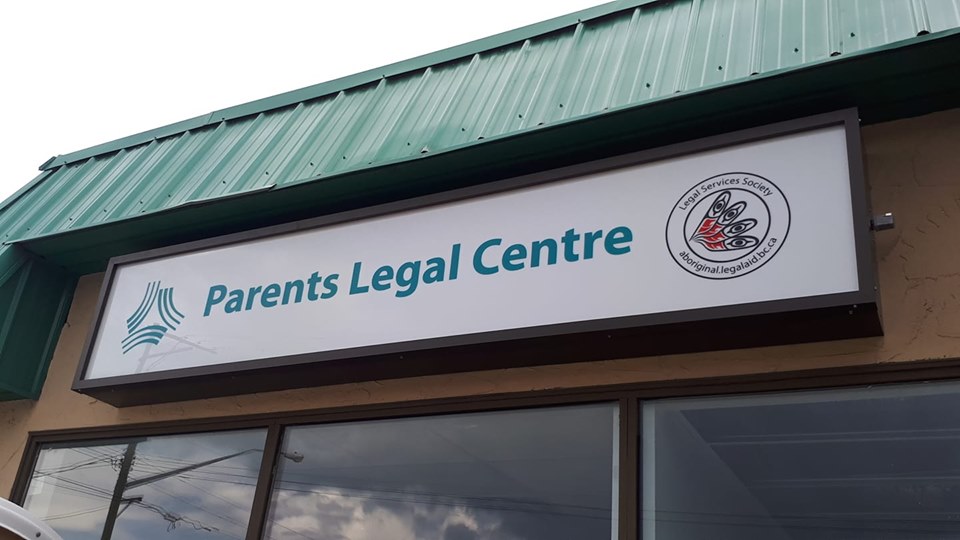 Parents Legal Centre
Legal Services Society
aboriginal.legalaid.bc.ca